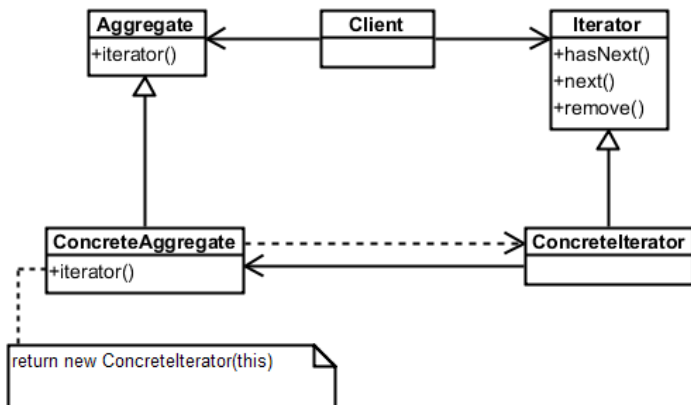 Aggregate
+iterator()
Client
Iterator
+hasNext()
+next()
+remove()
ConcreteAggregate
+iterator()
ConcreteIterator
return new ConcreteIterator(this)